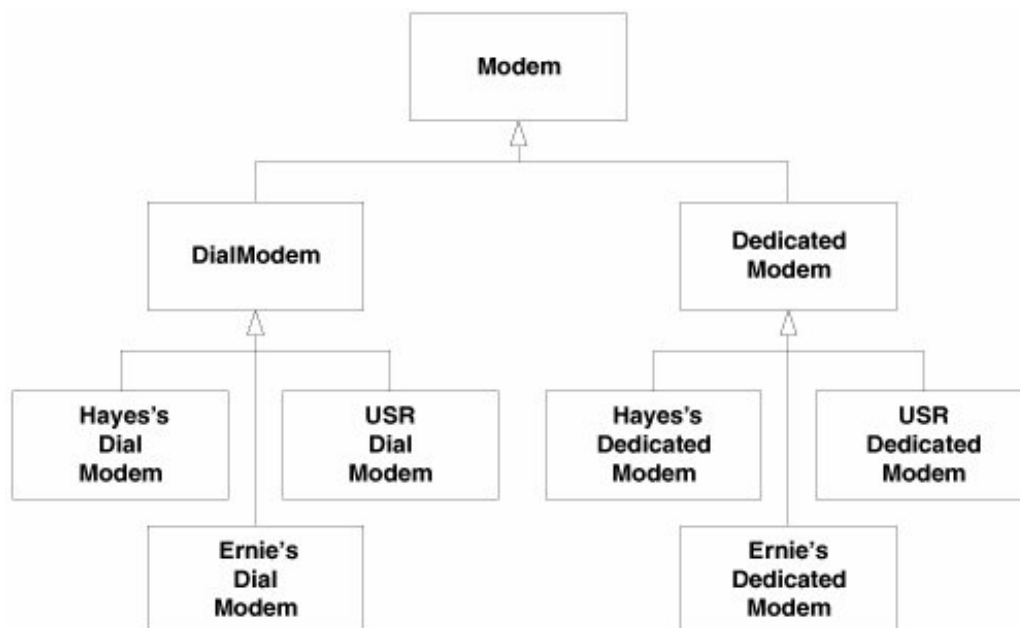 Modem
DialModem
Dedicated
Modem
Hayes's
Dial
Modem
USR
Dial
Modem
Hayes's
Dedicated
Modem
USR
Dedicated
Modem
Ernie's
Dial
Modem
Ernie's
Dedicated
Modem